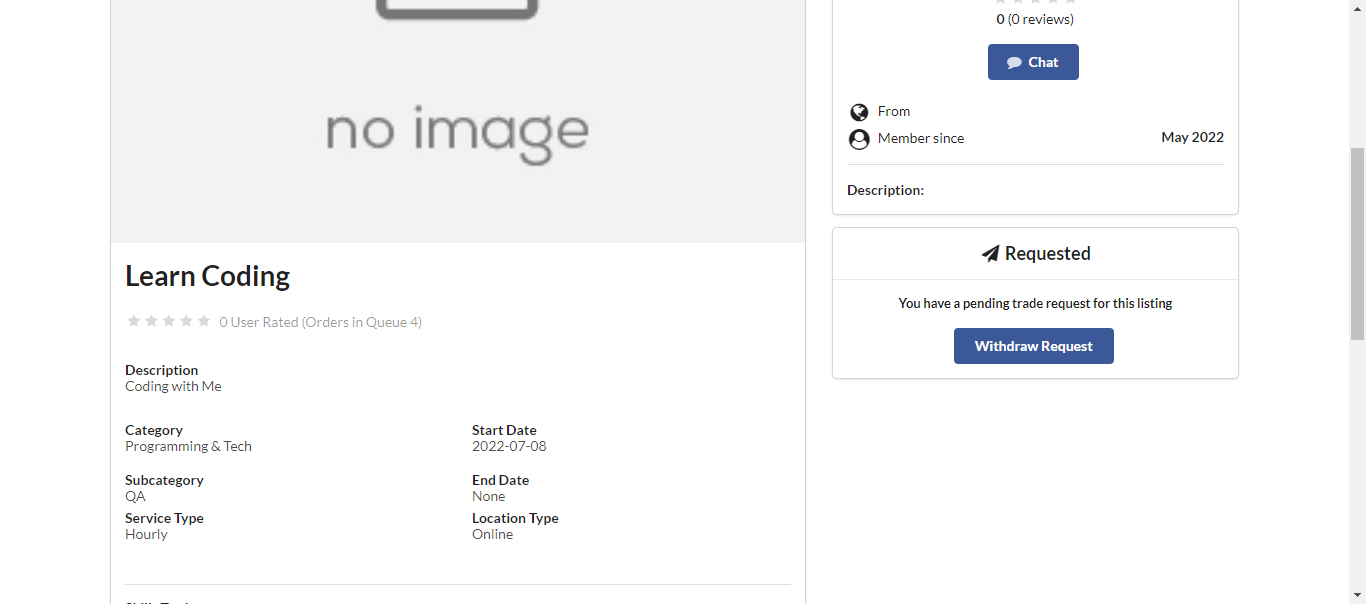 no image
Learn Coding
0 User Rated (Orders in Queue 4)
Description
Coding with Me
Category
Programming & Tech
Start Date
2022-07-08
Subcategory
QA
End Date
None
Service Type
Hourly
Location Type
Online
0 (0 reviews)
Chat
From
Member since May 2022
Description:
Requested
You have a pending trade request for this listing
Withdraw Request